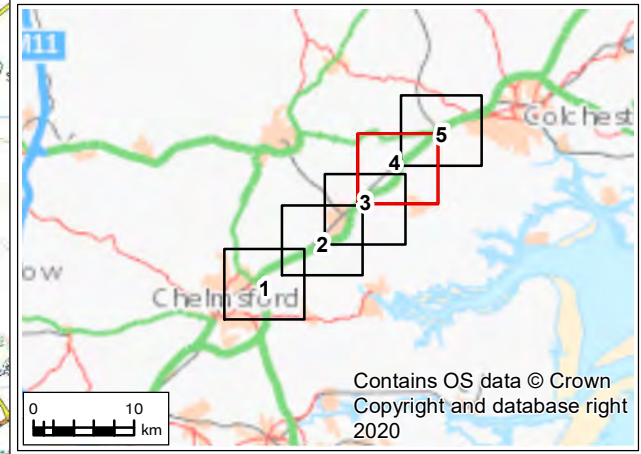 M11
Colchest
5
4
3
2
ow
1
Chelmsford
Contains OS data © Crown
Copyright and database right
2020
0 10
km